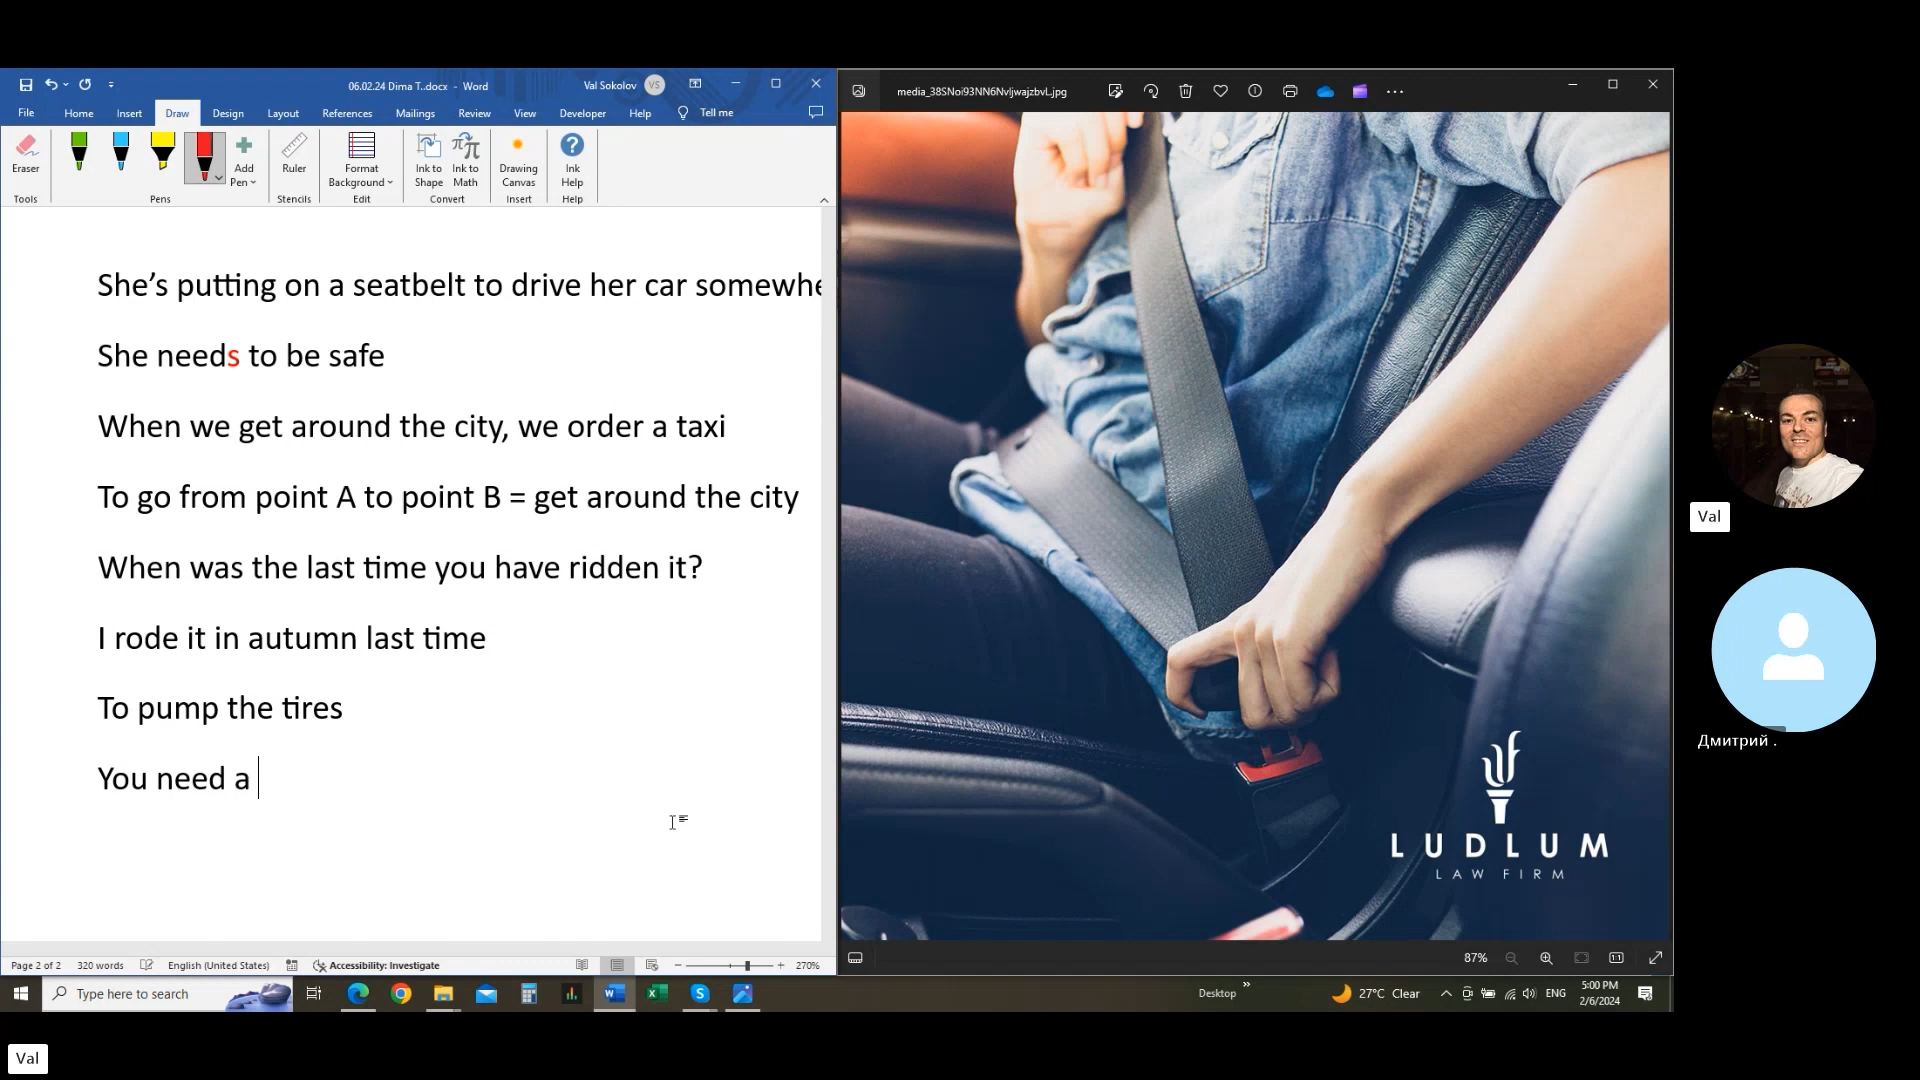 06.02.24 Dima T..docx - Word
Val Sokolov
VS
File Home Insert Draw Design Layout References Mailings Review View Developer Help Tell me
Eraser
Add Pen
Ruler
Format Background
Ink to Shape
Ink to Math
Drawing Canvas
Ink Help
Tools Pens Stencils Edit Convert Insert Help
She’s putting on a seatbelt to drive her car somewhe
She needs to be safe
When we get around the city, we order a taxi
To go from point A to point B = get around the city
When was the last time you have ridden it?
I rode it in autumn last time
To pump the tires
You need a
Page 2 of 2 320 words English (United States) Accessibility: Investigate 270%
LUDLUM
LAW FIRM
87%
Type here to search
Desktop
27°C Clear
ENG
5:00 PM
2/6/2024
Val
Дмитрий .
Val